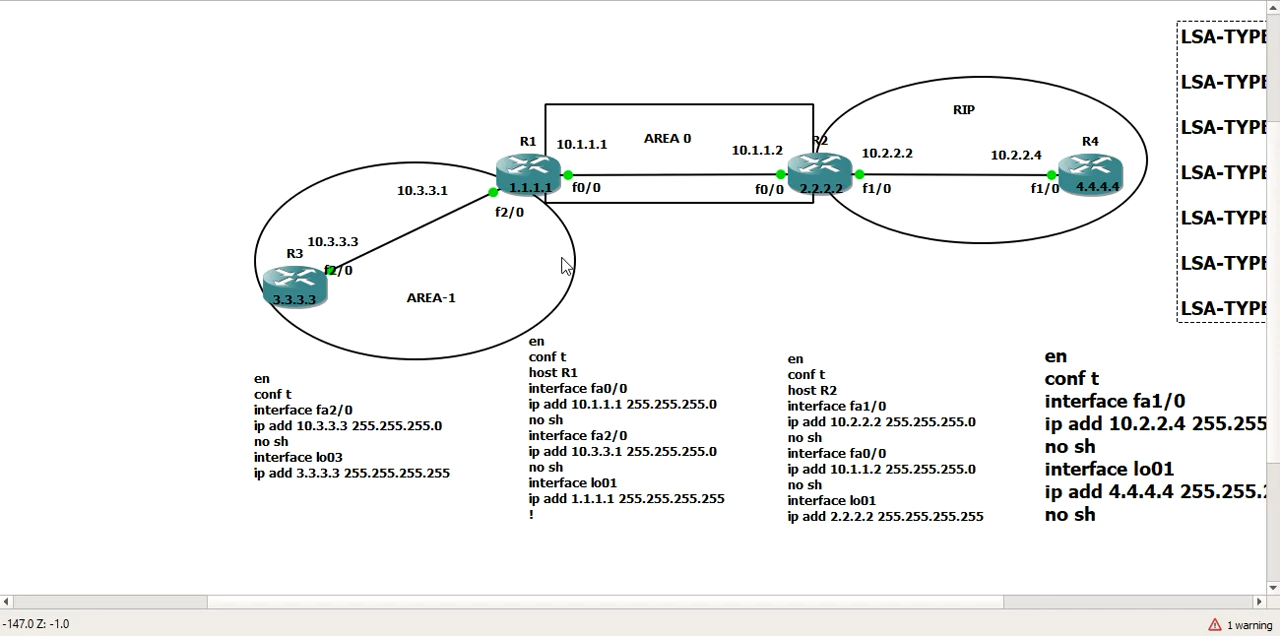 LSA-TYPE
LSA-TYPE
LSA-TYPE
LSA-TYPE
LSA-TYPE
LSA-TYPE
LSA-TYPE
RIP
R1
10.1.1.1
AREA 0
10.1.1.2
R2
10.2.2.2
10.2.2.4
R4
1.1.1.1
f0/0
f0/0
2.2.2.2
f1/0
f1/0
4.4.4.4
10.3.3.1
f2/0
10.3.3.3
R3
f2/0
3.3.3.3
AREA-1
en
conf t
interface fa2/0
ip add 10.3.3.3 255.255.255.0
no sh
interface lo03
ip add 3.3.3.3 255.255.255.255
en
conf t
host R1
interface fa0/0
ip add 10.1.1.1 255.255.255.0
no sh
interface fa2/0
ip add 10.3.3.1 255.255.255.0
no sh
interface lo01
ip add 1.1.1.1 255.255.255.255
!
en
conf t
host R2
interface fa1/0
ip add 10.2.2.2 255.255.255.0
no sh
interface fa0/0
ip add 10.1.1.2 255.255.255.0
no sh
interface lo01
ip add 2.2.2.2 255.255.255.255
en
conf t
interface fa1/0
ip add 10.2.2.4 255.255
no sh
interface lo01
ip add 4.4.4.4 255.255.
no sh
-147.0 Z: -1.0
1 warning